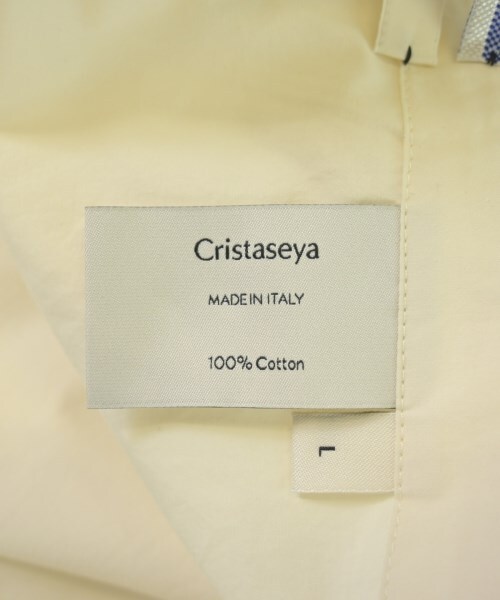 Cristaseya
MADE IN ITALY
100% Cotton
L